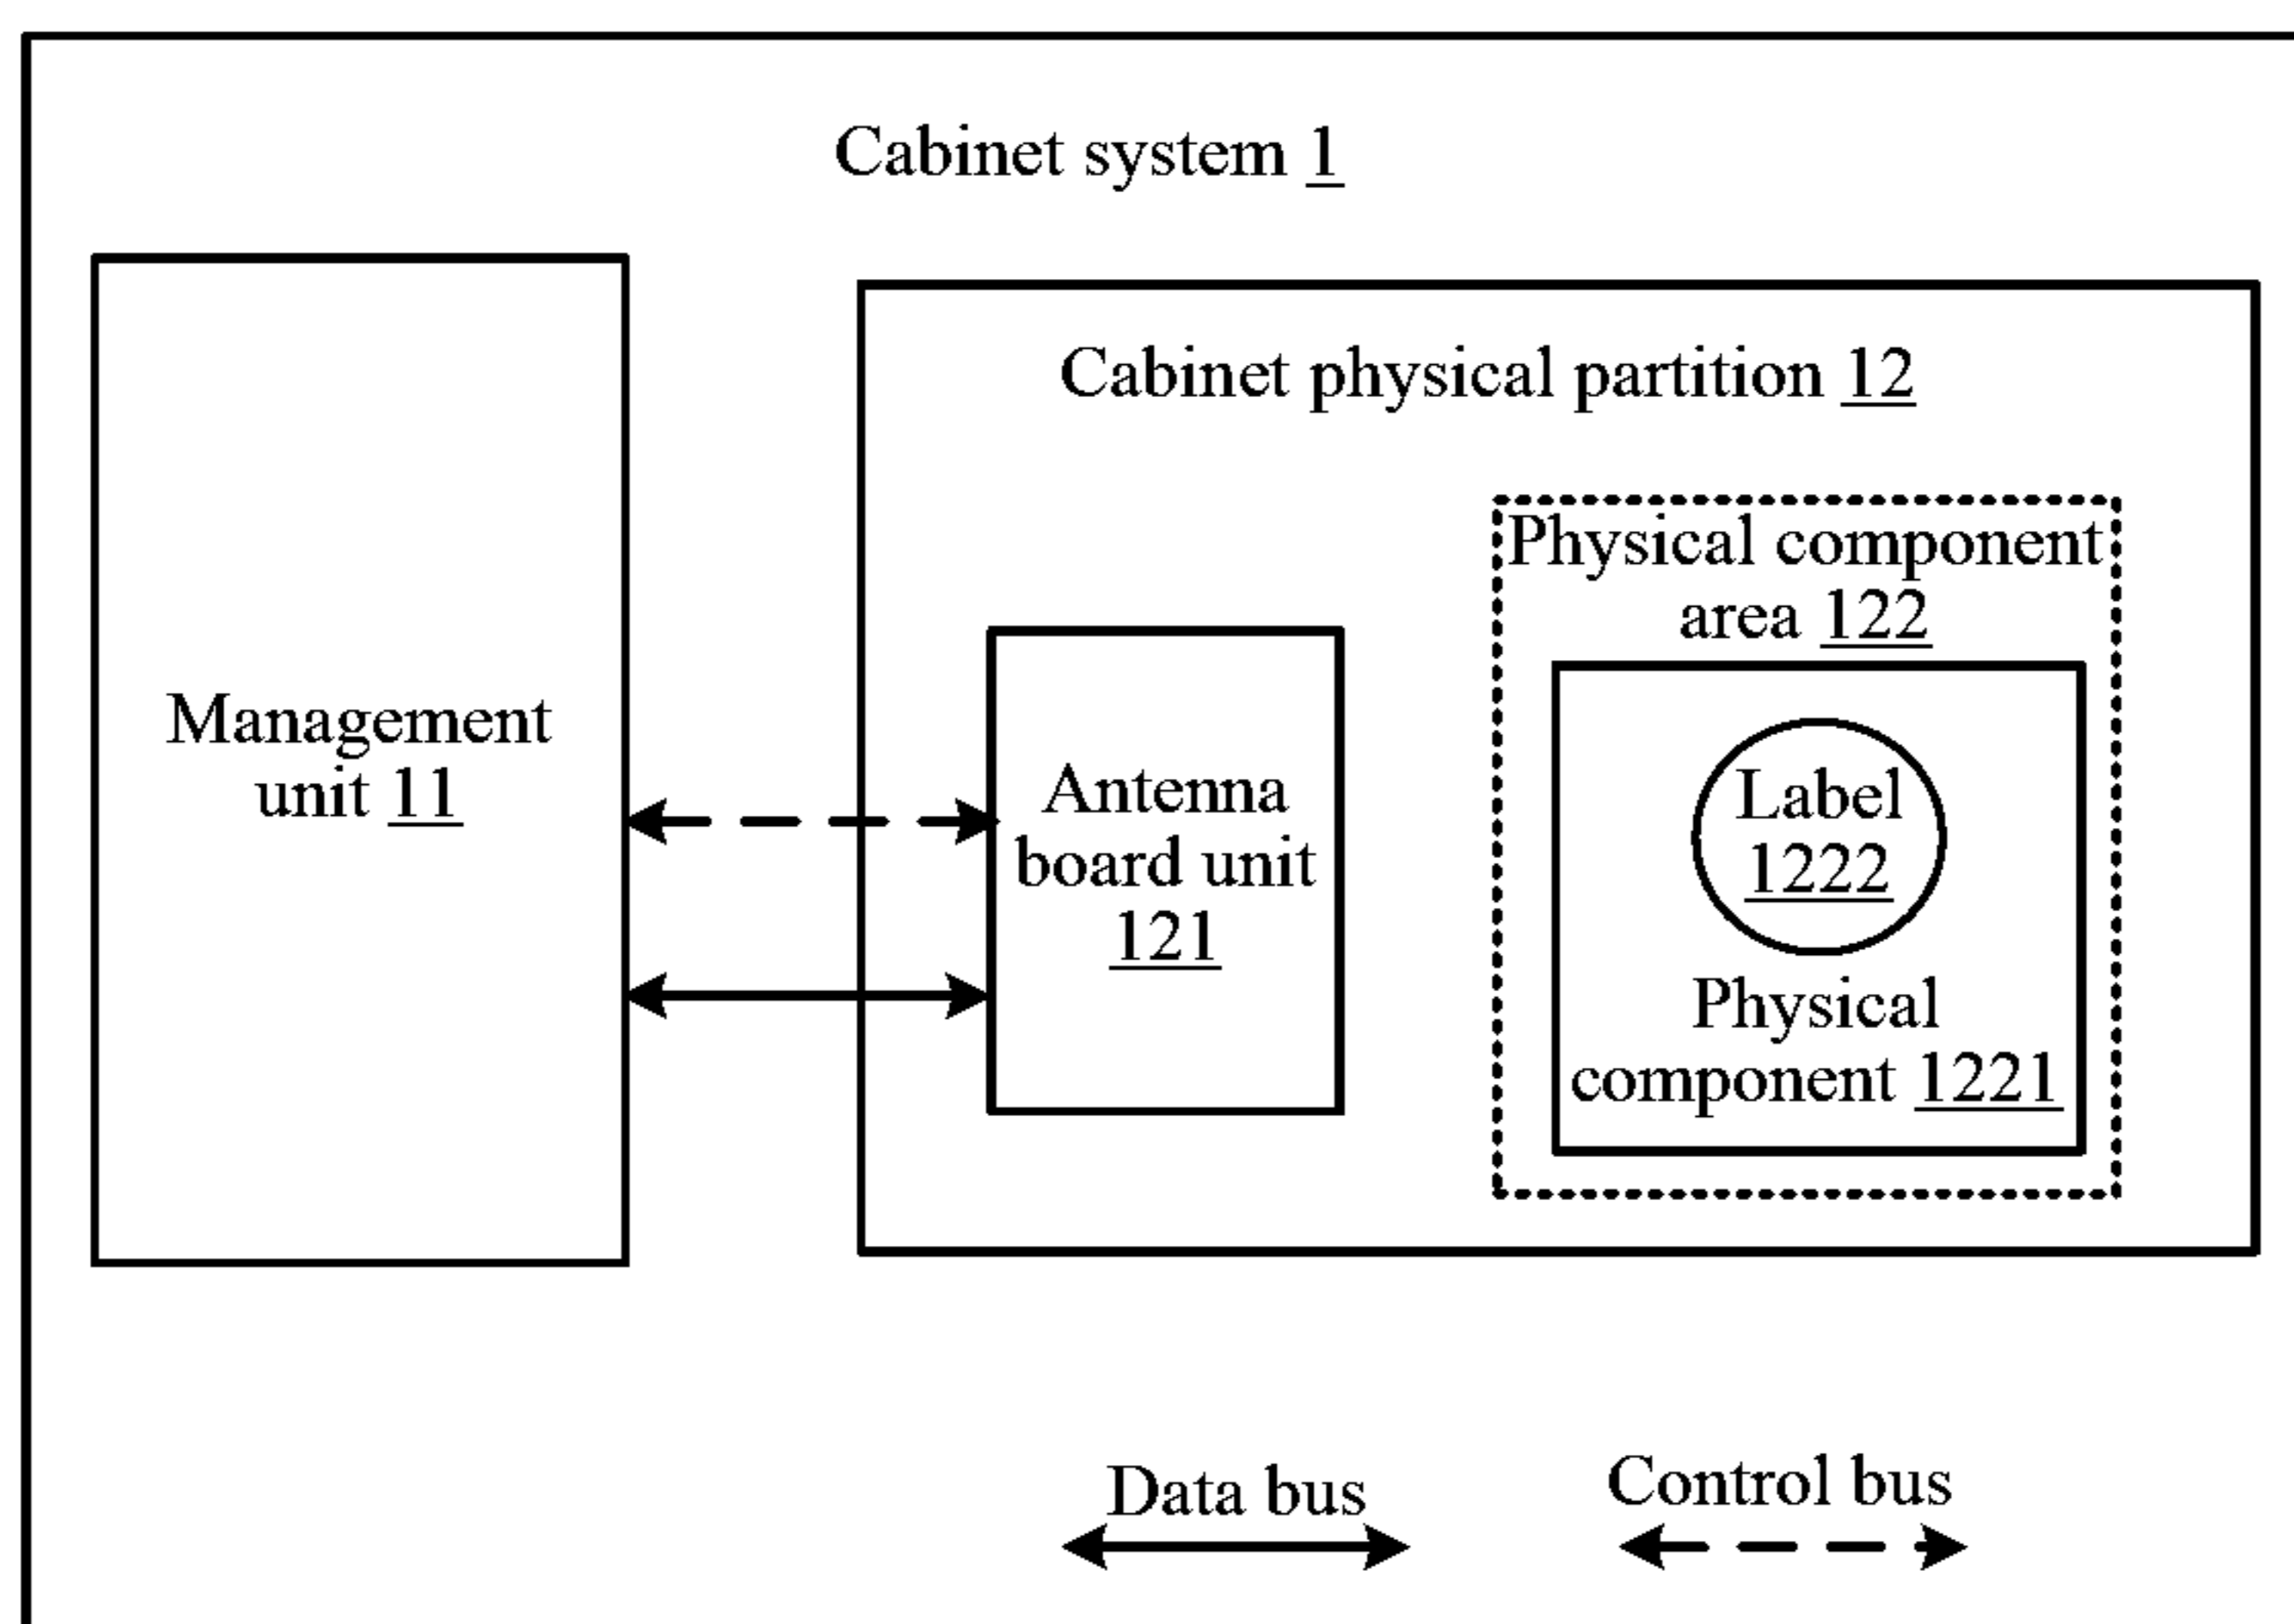 Cabinet system 1
Cabinet physical partition 12
Physical component
area 122
Management
unit 11
Antenna
board unit
121
Label
1222
Physical
component 1221
Data bus
Control bus